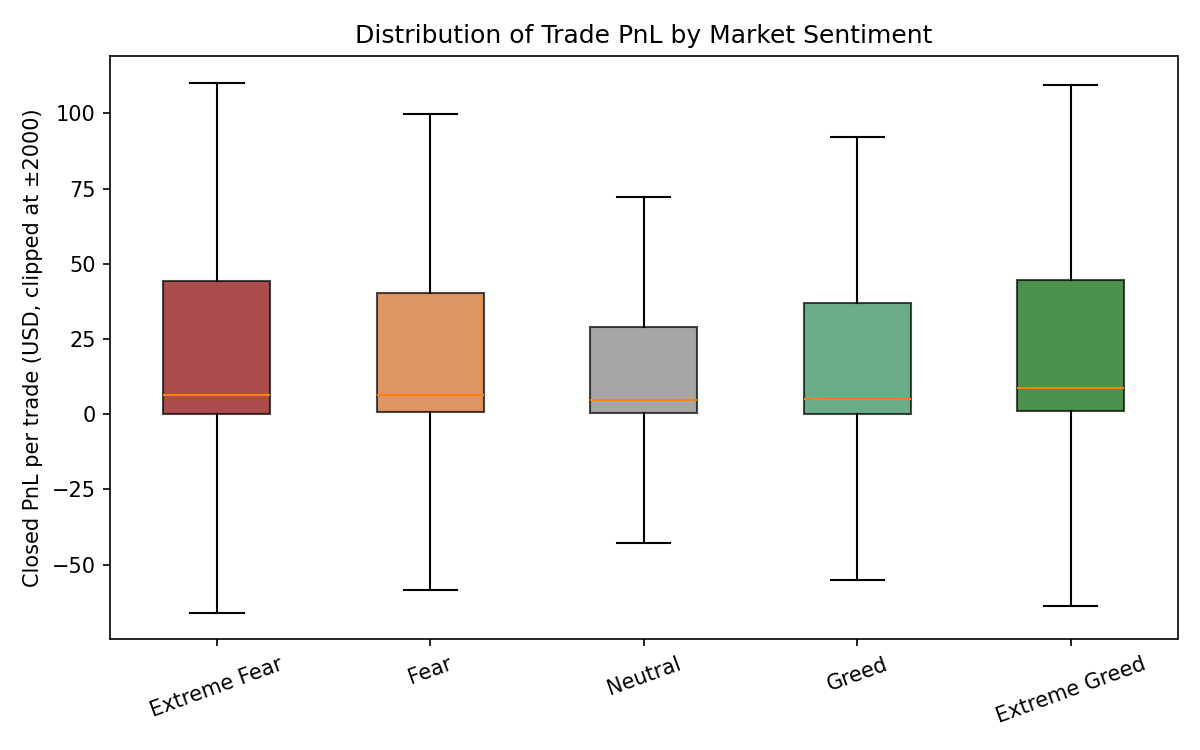 Distribution of Trade PnL by Market Sentiment
Closed PnL per trade (USD, clipped at ±2000)
100
75
50
25
0
−25
−50
Extreme Fear
Fear
Neutral
Greed
Extreme Greed